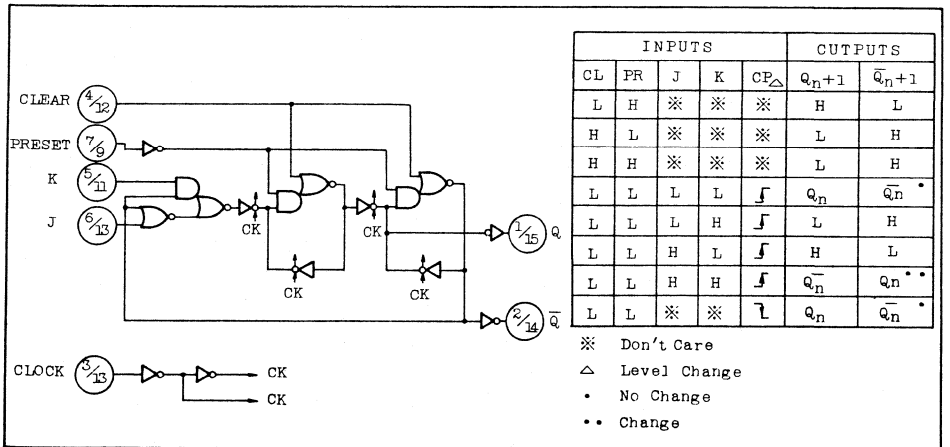 CLEAR 4/12
PRESET 7/9
K 5/11
J 6/13
CK
CK
CK
CK
1/15 Q
2/14 Q̅
CLOCK 3/13
CK
CK
INPUTS CUTPUTS
CL PR J K CP△ Qn+1 Q̅n+1
L H ※ ※ ※ H L
H L ※ ※ ※ L H
H H ※ ※ ※ L H
L L L L Qn Q̅n •
L L L H L H
L L H L H L
L L H H Q̅n Qn ••
L L ※ ※ Qn Q̅n •
※ Don't Care
△ Level Change
• No Change
•• Change